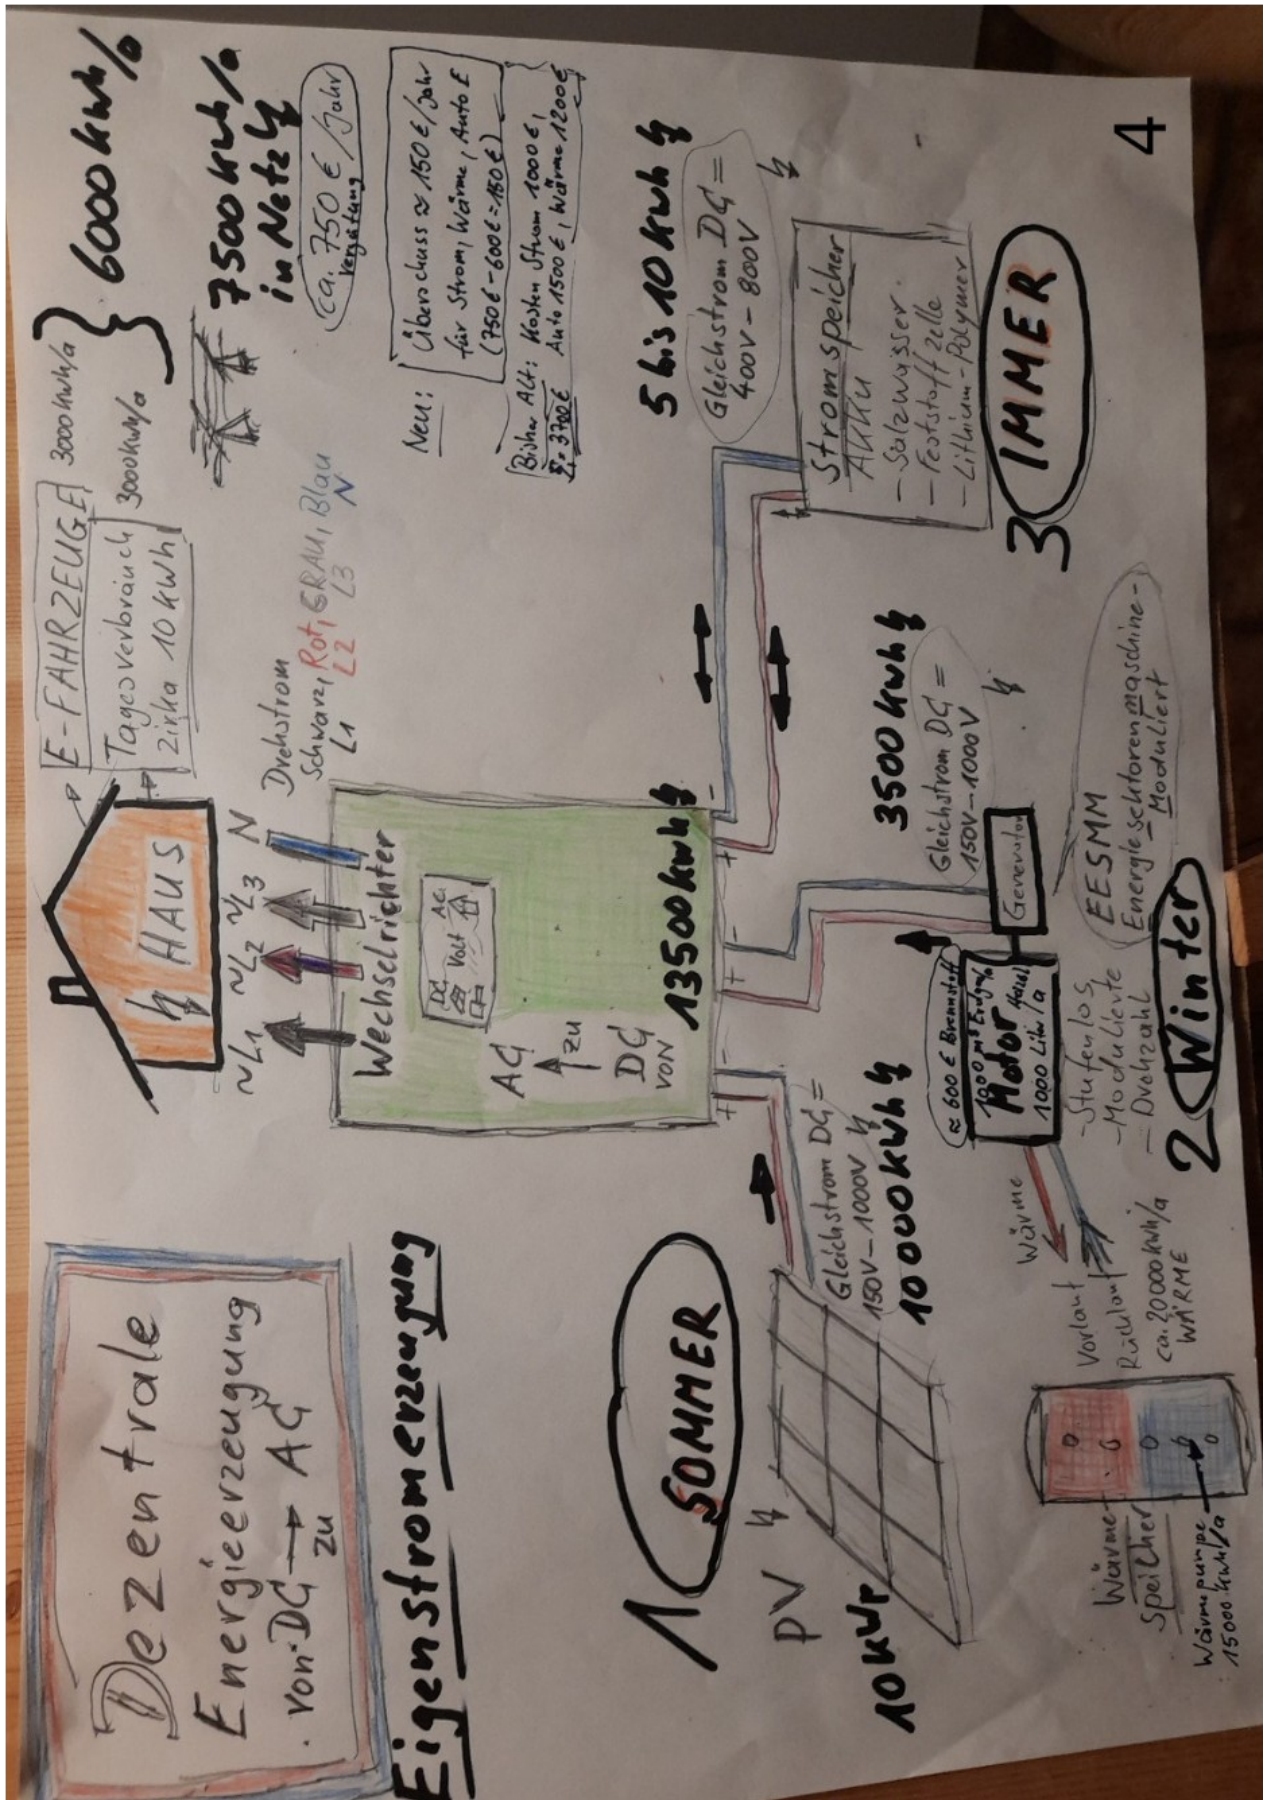 Dezentrale
Energieerzeugung
von DC → AC
zu
Eigenstromerzeugung
HAUS
~L1 ~L2 ~L3 N
E-FAHRZEUGE 3000 kWh/a
Tagesverbrauch
Zirka 10 KWh
3000 kWh/a
6000 kWh/a
7500 kWh/a
in Netz
ca. 750 € /Jahr
Vergütung
Drehstrom
Schwarz, Rot, GRAU, Blau
L1 L2 L3 N
Neu:
Überschuss ≈ 150 €/Jahr
für Strom, Wärme, Auto E
(750 € - 600 € = 150 €)
Bisher Alt: Kosten Strom 1000 €,
Auto 1500 €, Wärme 1200 €
Σ 3700 €
Wechselrichter
DC AC
Volt
AC
zu
DC
VON
13500 kwh
+ - + - + -
1 SOMMER
PV
10 KWP
Gleichstrom DC =
150V - 1000V
10000 kWh
3500 kwh
Gleichstrom DC =
150V - 1000V
Generator
≈ 600 € Brennstoff
1000 m³ Erdgas/a
Motor
1000 Liter/a
Wärme
Vorlauf
Rücklauf
ca. 20000 kWh/a
WÄRME
Wärme
Speicher
Wärmepumpe
15000 kWh/a
-Stufenlos
-Modulierte
-Drehzahl
EESMM
Energiesektorenmaschine-
Moduliert
2 Winter
5 bis 10 kwh
Gleichstrom DC =
400V - 800V
Stromspeicher
AKKU
- Salzwasser
- Feststoffzelle
- Lithium-Polymer
3 IMMER
4